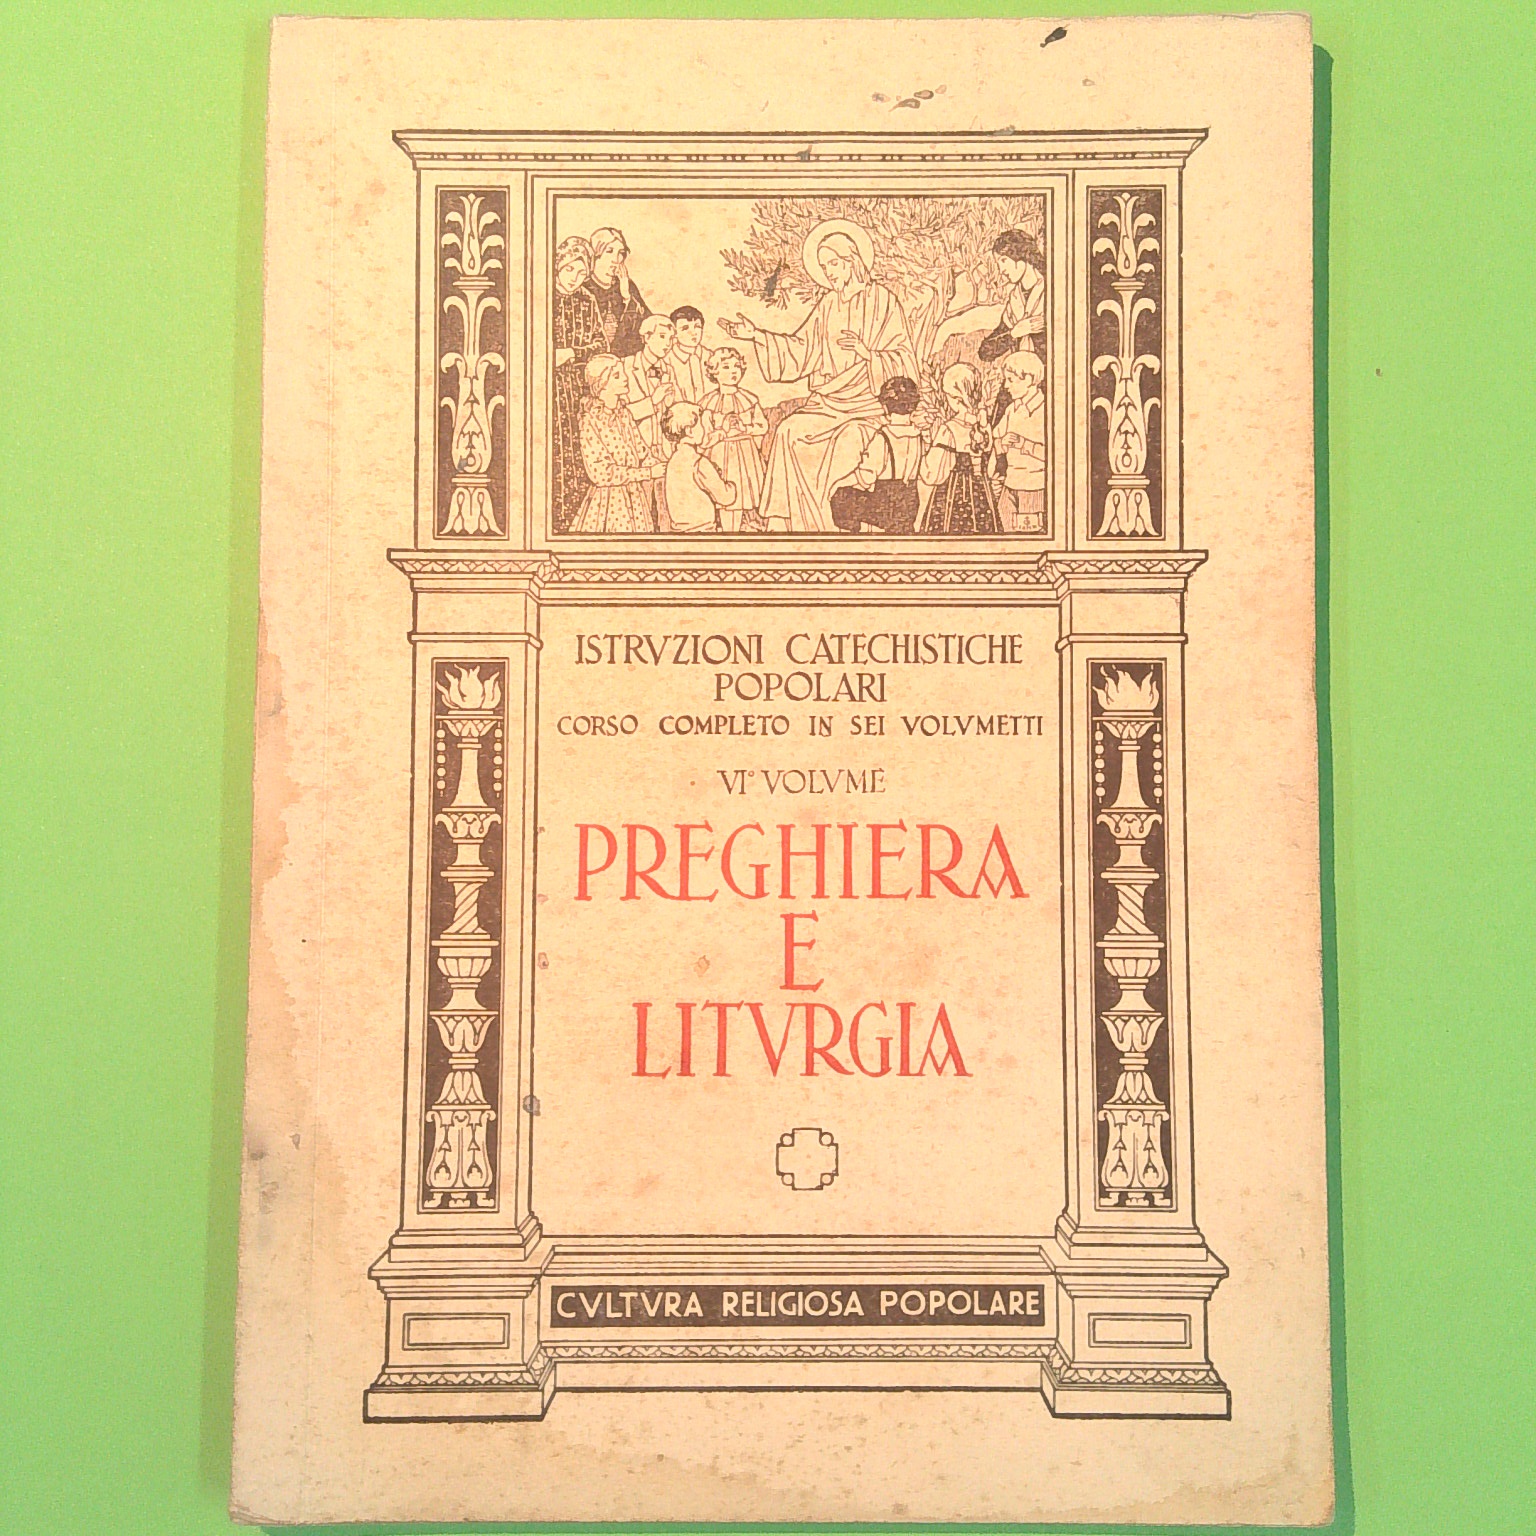 ISTRVZIONI CATECHISTICHE
POPOLARI
CORSO COMPLETO IN SEI VOLVMETTI
VI° VOLVME
PREGHIERA
E
LITVRGIA
CVLTVRA RELIGIOSA POPOLARE